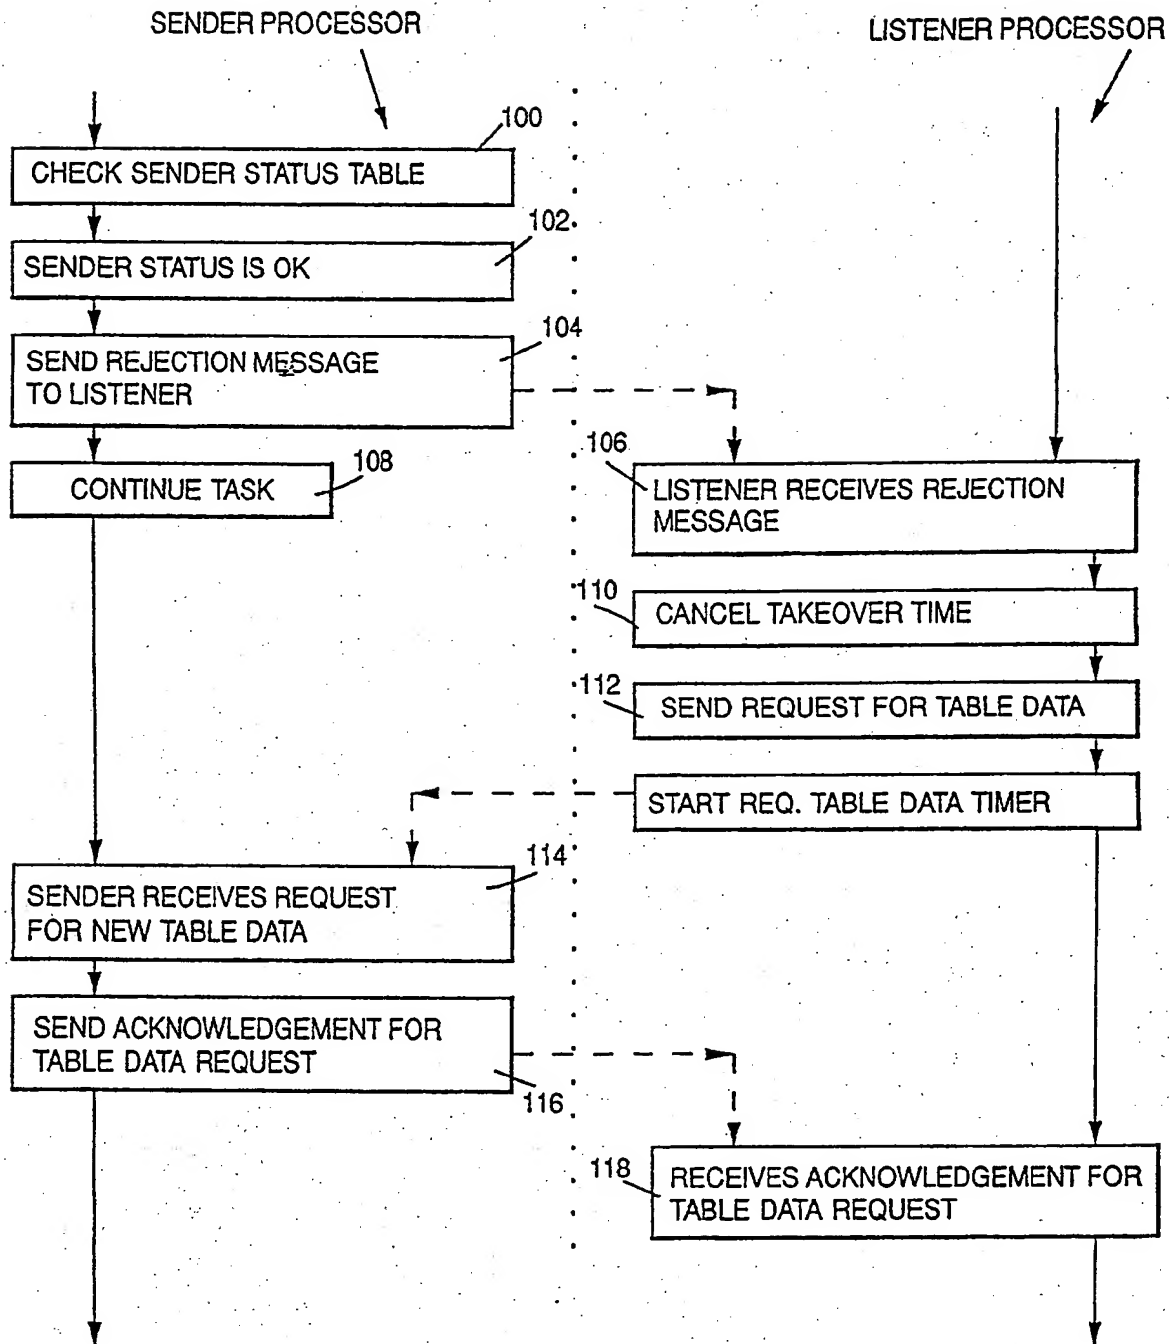 SENDER PROCESSOR
LISTENER PROCESSOR
100
CHECK SENDER STATUS TABLE
102
SENDER STATUS IS OK
104
SEND REJECTION MESSAGE
TO LISTENER
106
LISTENER RECEIVES REJECTION
MESSAGE
108
CONTINUE TASK
110
CANCEL TAKEOVER TIME
112
SEND REQUEST FOR TABLE DATA
START REQ. TABLE DATA TIMER
114
SENDER RECEIVES REQUEST
FOR NEW TABLE DATA
SEND ACKNOWLEDGEMENT FOR
TABLE DATA REQUEST
116
118
RECEIVES ACKNOWLEDGEMENT FOR
TABLE DATA REQUEST